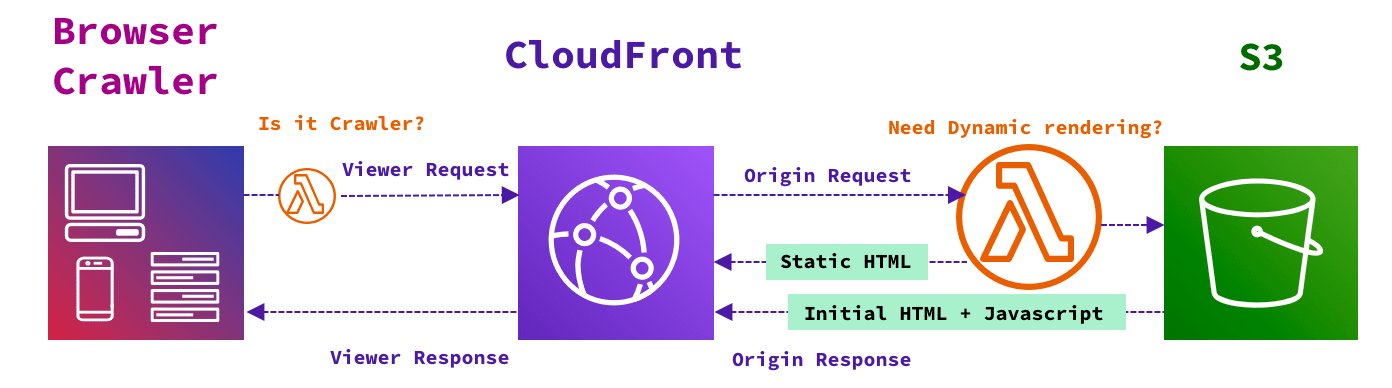 Browser
Crawler
CloudFront
S3
Is it Crawler?
Need Dynamic rendering?
Viewer Request
Origin Request
Static HTML
Initial HTML + Javascript
Viewer Response
Origin Response